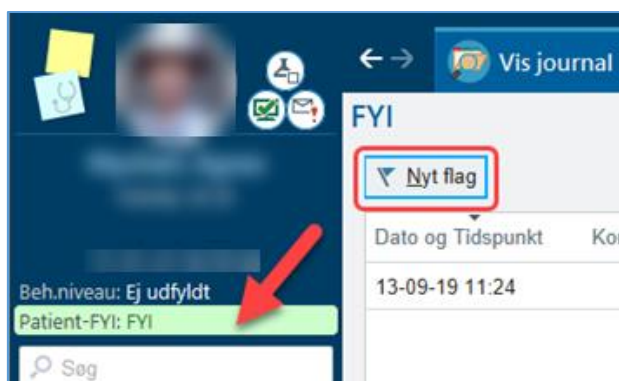 Vis journal
FYI
Nyt flag
Dato og Tidspunkt
13-09-19 11:24
Beh.niveau: Ej udfyldt
Patient-FYI: FYI
Søg